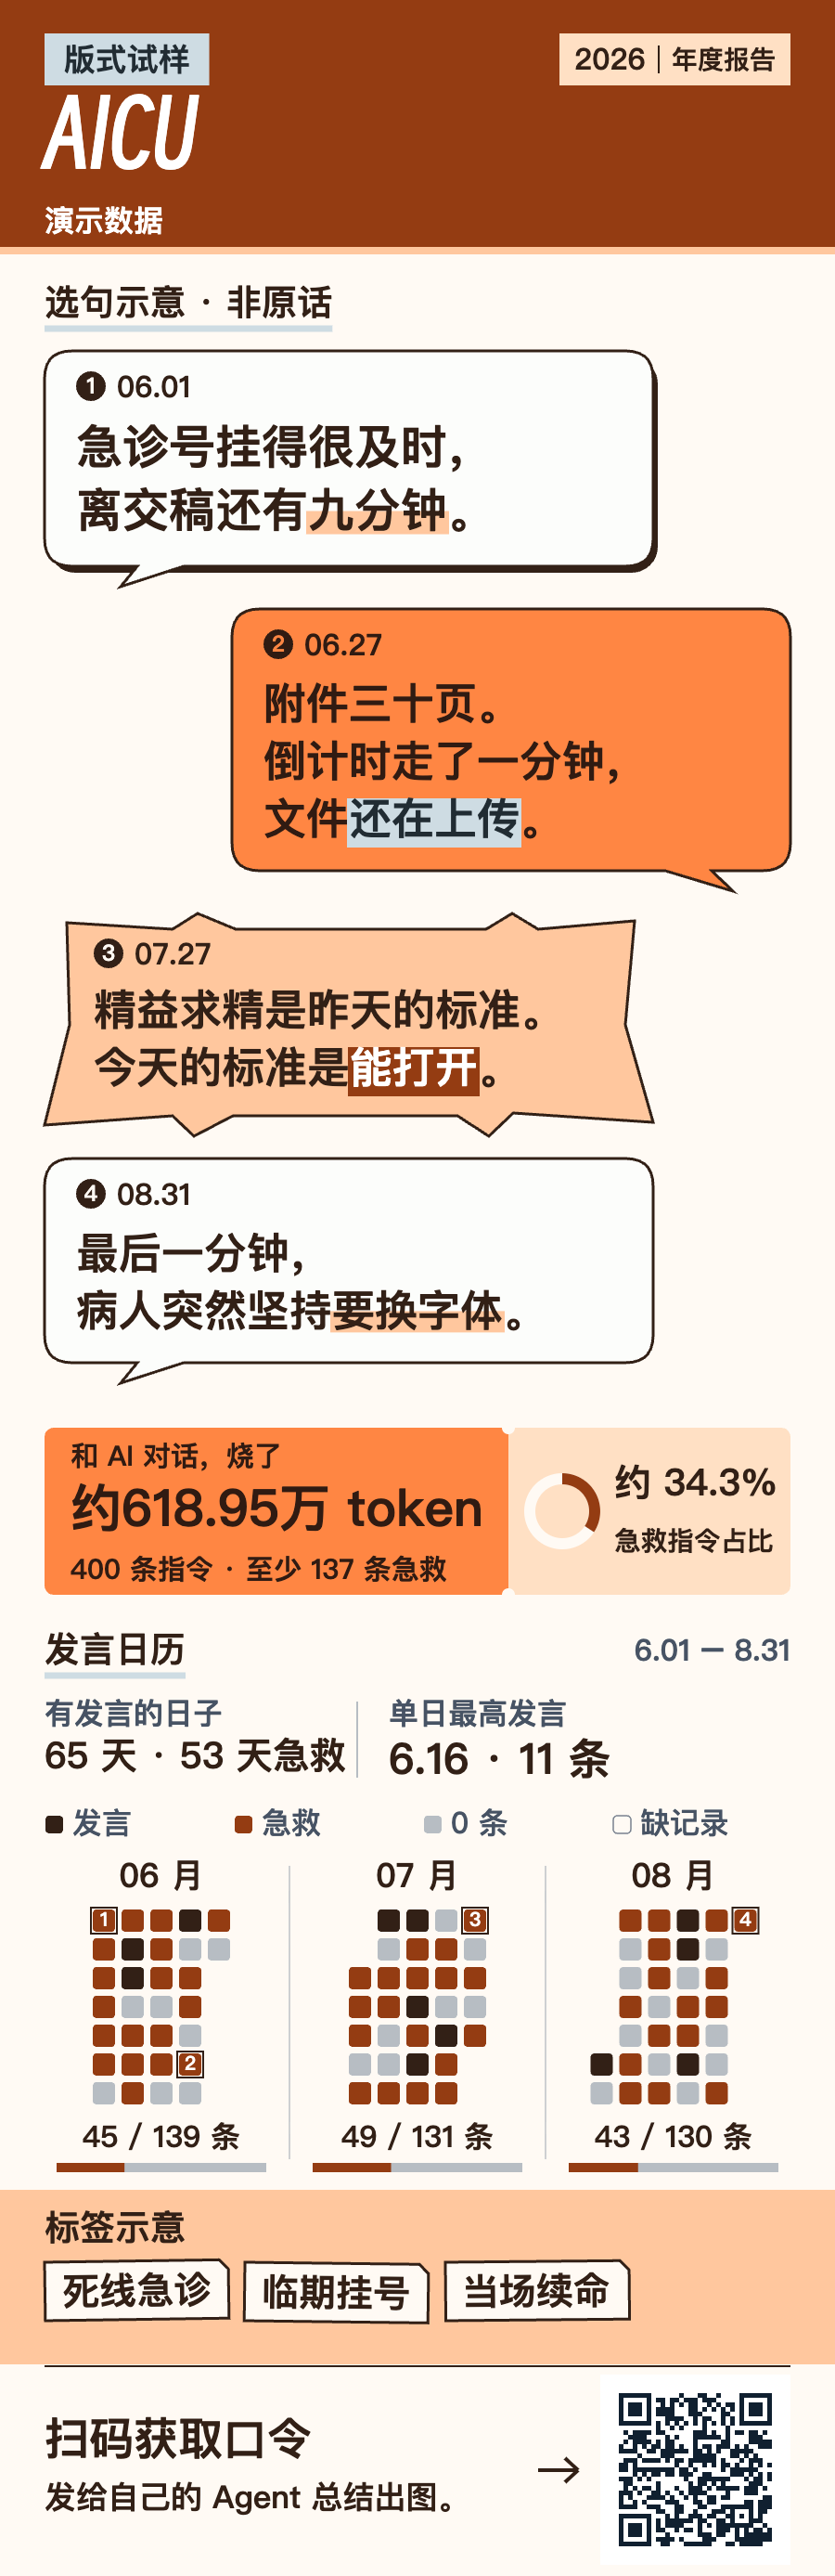 版式试样
2026｜年度报告
AICU
演示数据
选句示意 · 非原话
1 06.01
急诊号挂得很及时，
离交稿还有九分钟。
2 06.27
附件三十页。
倒计时走了一分钟，
文件还在上传。
3 07.27
精益求精是昨天的标准。
今天的标准是能打开。
4 08.31
最后一分钟，
病人突然坚持要换字体。
和 AI 对话，烧了
约618.95万 token
400 条指令 · 至少 137 条急救
约 34.3%
急救指令占比
发言日历
6.01 — 8.31
有发言的日子
65 天 · 53 天急救
单日最高发言
6.16 · 11 条
发言
急救
0 条
缺记录
06 月
07 月
08 月
1
3
4
2
45 / 139 条
49 / 131 条
43 / 130 条
标签示意
死线急诊
临期挂号
当场续命
扫码获取口令
发给自己的 Agent 总结出图。
→